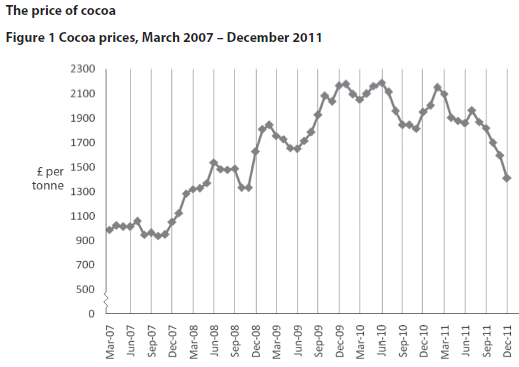 The price of cocoa
Figure 1 Cocoa prices, March 2007 – December 2011
2300
2100
1900
1700
1500
1300
1100
900
700
500
0
£ per
tonne
Mar-07
Jun-07
Sep-07
Dec-07
Mar-08
Jun-08
Sep-08
Dec-08
Mar-09
Jun-09
Sep-09
Dec-09
Mar-10
Jun-10
Sep-10
Dec-10
Mar-11
Jun-11
Sep-11
Dec-11